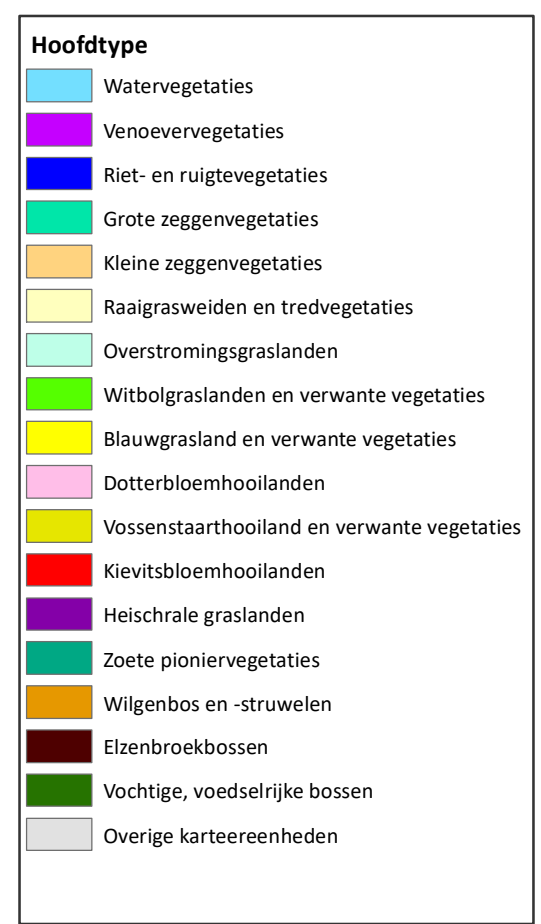 Hoofdtype
Watervegetaties
Venoevervegetaties
Riet- en ruigtevegetaties
Grote zeggenvegetaties
Kleine zeggenvegetaties
Raaigrasweiden en tredvegetaties
Overstromingsgraslanden
Witbolgraslanden en verwante vegetaties
Blauwgrasland en verwante vegetaties
Dotterbloemhooilanden
Vossenstaarthooiland en verwante vegetaties
Kievitsbloemhooilanden
Heischrale graslanden
Zoete pioniervegetaties
Wilgenbos en -struwelen
Elzenbroekbossen
Vochtige, voedselrijke bossen
Overige karteereenheden